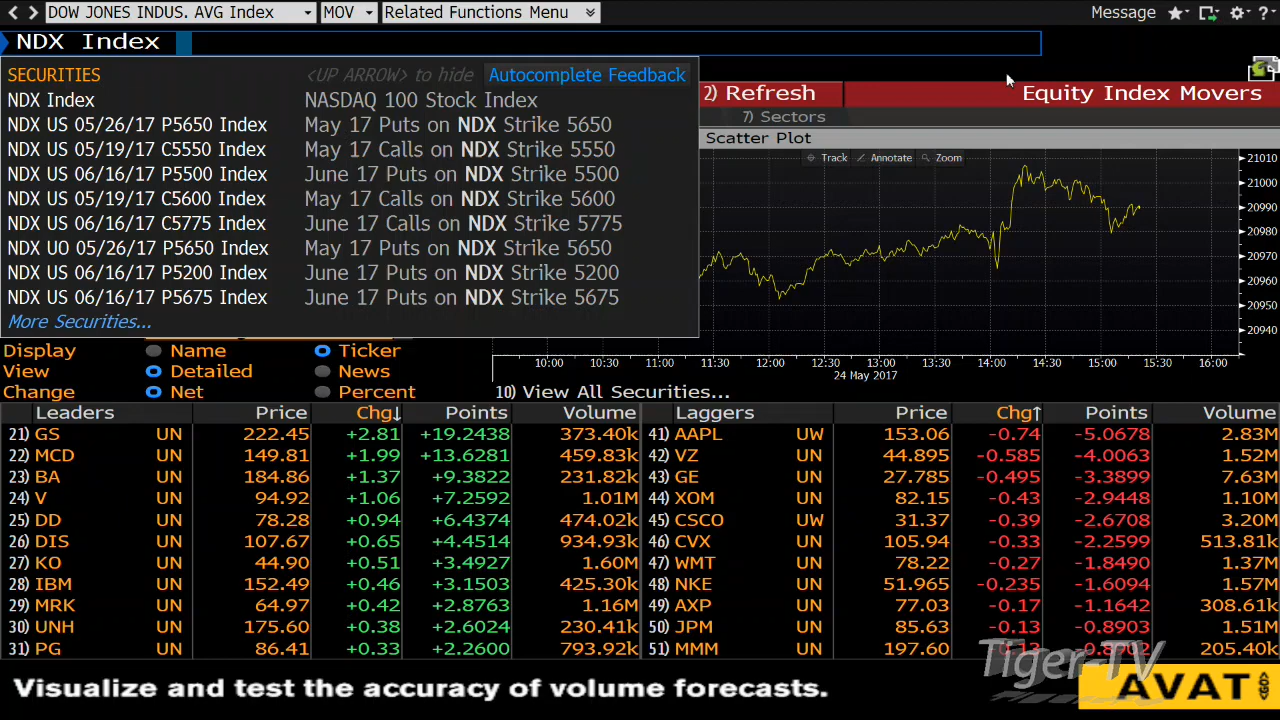 DOW JONES INDUS. AVG Index MOV Related Functions Menu Message ?
NDX Index
SECURITIES <UP ARROW> to hide Autocomplete Feedback
NDX Index NASDAQ 100 Stock Index
NDX US 05/26/17 P5650 Index May 17 Puts on NDX Strike 5650
NDX US 05/19/17 C5550 Index May 17 Calls on NDX Strike 5550
NDX US 06/16/17 P5500 Index June 17 Puts on NDX Strike 5500
NDX US 05/19/17 C5600 Index May 17 Calls on NDX Strike 5600
NDX US 06/16/17 C5775 Index June 17 Calls on NDX Strike 5775
NDX UO 05/26/17 P5650 Index May 17 Puts on NDX Strike 5650
NDX US 06/16/17 P5200 Index June 17 Puts on NDX Strike 5200
NDX US 06/16/17 P5675 Index June 17 Puts on NDX Strike 5675
More Securities...
2) Refresh Equity Index Movers
7) Sectors
Scatter Plot
Track Annotate Zoom
21010
21000
20990
20980
20970
20960
20950
20940
10:00 10:30 11:00 11:30 12:00 12:30 13:00 13:30 14:00 14:30 15:00 15:30 16:00
24 May 2017
Display Name Ticker
View Detailed News
Change Net Percent
10) View All Securities...
Leaders Price Chg↓ Points Volume Laggers Price Chg↑ Points Volume
21) GS UN 222.45 +2.81 +19.2438 373.40k 41) AAPL UW 153.06 -0.74 -5.0678 2.83M
22) MCD UN 149.81 +1.99 +13.6281 459.83k 42) VZ UN 44.895 -0.585 -4.0063 1.52M
23) BA UN 184.86 +1.37 +9.3822 231.82k 43) GE UN 27.785 -0.495 -3.3899 7.63M
24) V UN 94.92 +1.06 +7.2592 1.01M 44) XOM UN 82.15 -0.43 -2.9448 1.10M
25) DD UN 78.28 +0.94 +6.4374 474.02k 45) CSCO UW 31.37 -0.39 -2.6708 3.20M
26) DIS UN 107.67 +0.65 +4.4514 934.93k 46) CVX UN 105.94 -0.33 -2.2599 513.81k
27) KO UN 44.90 +0.51 +3.4927 1.60M 47) WMT UN 78.22 -0.27 -1.8490 1.37M
28) IBM UN 152.49 +0.46 +3.1503 425.30k 48) NKE UN 51.965 -0.235 -1.6094 1.57M
29) MRK UN 64.97 +0.42 +2.8763 1.16M 49) AXP UN 77.03 -0.17 -1.1642 308.61k
30) UNH UN 175.60 +0.38 +2.6024 230.41k 50) JPM UN 85.63 -0.13 -0.8903 1.51M
31) PG UN 86.41 +0.33 +2.2600 793.92k 51) MMM UN 197.60 -0.13 -0.8902 205.40k
Tiger-TV
Visualize and test the accuracy of volume forecasts. AVAT <GO>